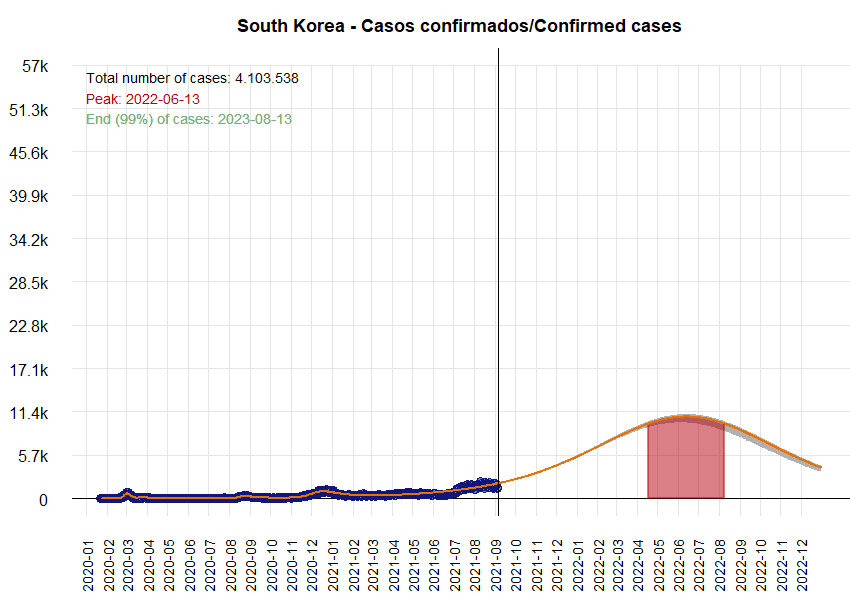 South Korea - Casos confirmados/Confirmed cases
57k
Total number of cases: 4.103.538
Peak: 2022-06-13
End (99%) of cases: 2023-08-13
51.3k
45.6k
39.9k
34.2k
28.5k
22.8k
17.1k
11.4k
5.7k
0
2020-01
2020-02
2020-03
2020-04
2020-05
2020-06
2020-07
2020-08
2020-09
2020-10
2020-11
2020-12
2021-01
2021-02
2021-03
2021-04
2021-05
2021-06
2021-07
2021-08
2021-09
2021-10
2021-11
2021-12
2022-01
2022-02
2022-03
2022-04
2022-05
2022-06
2022-07
2022-08
2022-09
2022-10
2022-11
2022-12